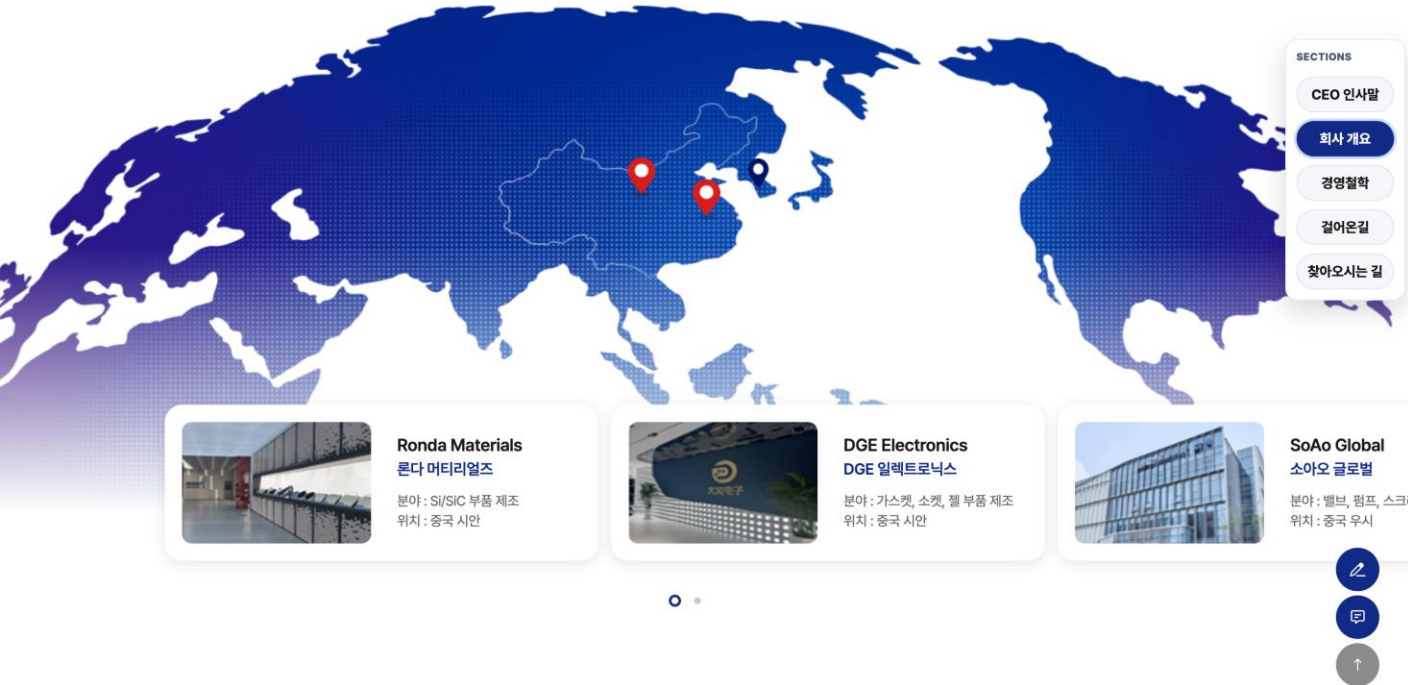 SECTIONS
CEO 인사말
회사 개요
경영철학
걸어온길
찾아오시는 길
Ronda Materials
론다 머티리얼즈
분야 : Si/SiC 부품 제조
위치 : 중국 시안
DGE Electronics
DGE 일렉트로닉스
분야 : 가스켓, 소켓, 젤 부품 제조
위치 : 중국 시안
SoAo Global
소아오 글로벌
분야 : 밸브, 펌프, 스크
위치 : 중국 우시